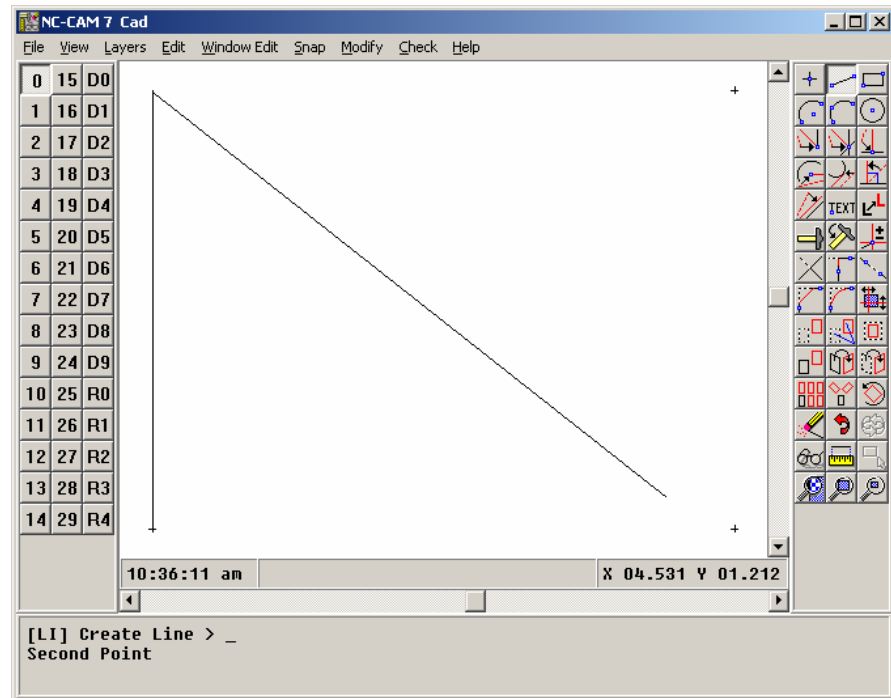 NC-CAM 7 Cad
File View Layers Edit Window Edit Snap Modify Check Help
0 15 D0
1 16 D1
2 17 D2
3 18 D3
4 19 D4
5 20 D5
6 21 D6
7 22 D7
8 23 D8
9 24 D9
10 25 R0
11 26 R1
12 27 R2
13 28 R3
14 29 R4
TEXT
10:36:11 am
X 04.531 Y 01.212
[LI] Create Line > _
Second Point